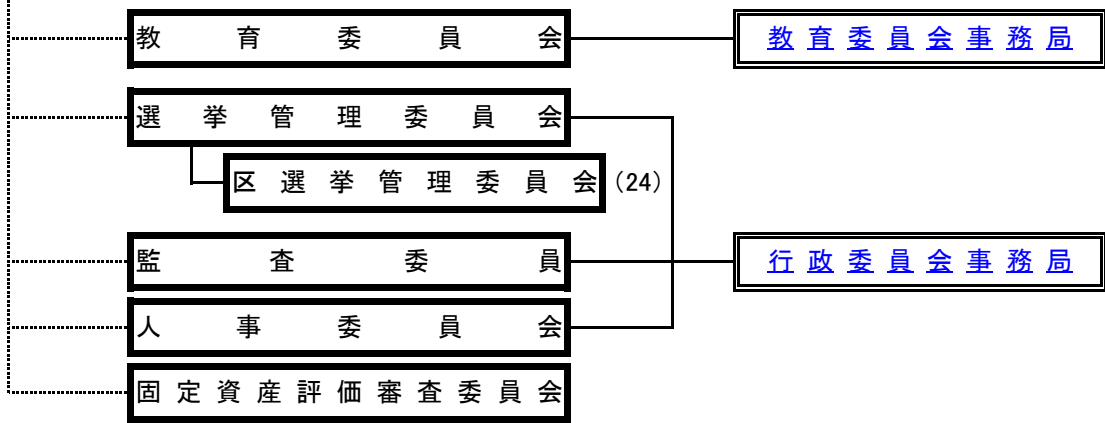 教育委員会 教育委員会事務局
選挙管理委員会
区選挙管理委員会 (24)
監査委員 行政委員会事務局
人事委員会
固定資産評価審査委員会